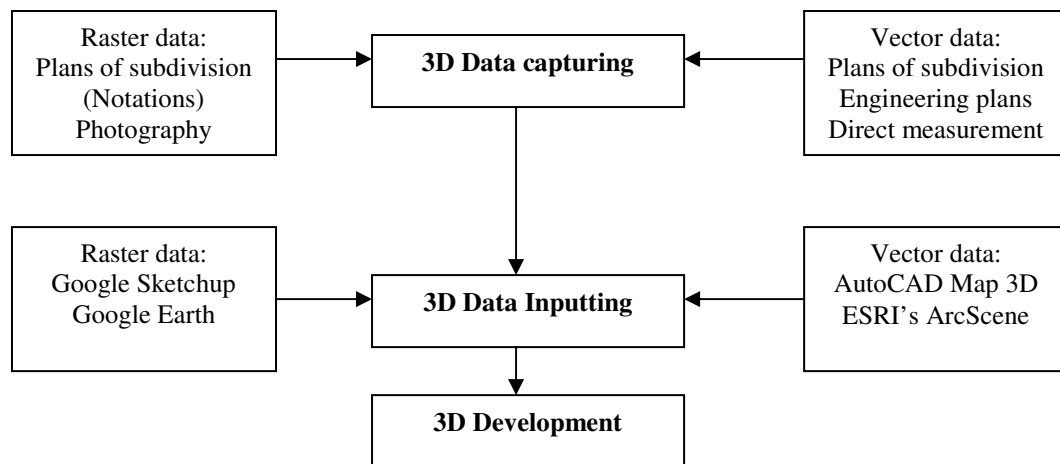 Raster data:
Plans of subdivision
(Notations)
Photography
3D Data capturing
Vector data:
Plans of subdivision
Engineering plans
Direct measurement
Raster data:
Google Sketchup
Google Earth
3D Data Inputting
Vector data:
AutoCAD Map 3D
ESRI's ArcScene
3D Development